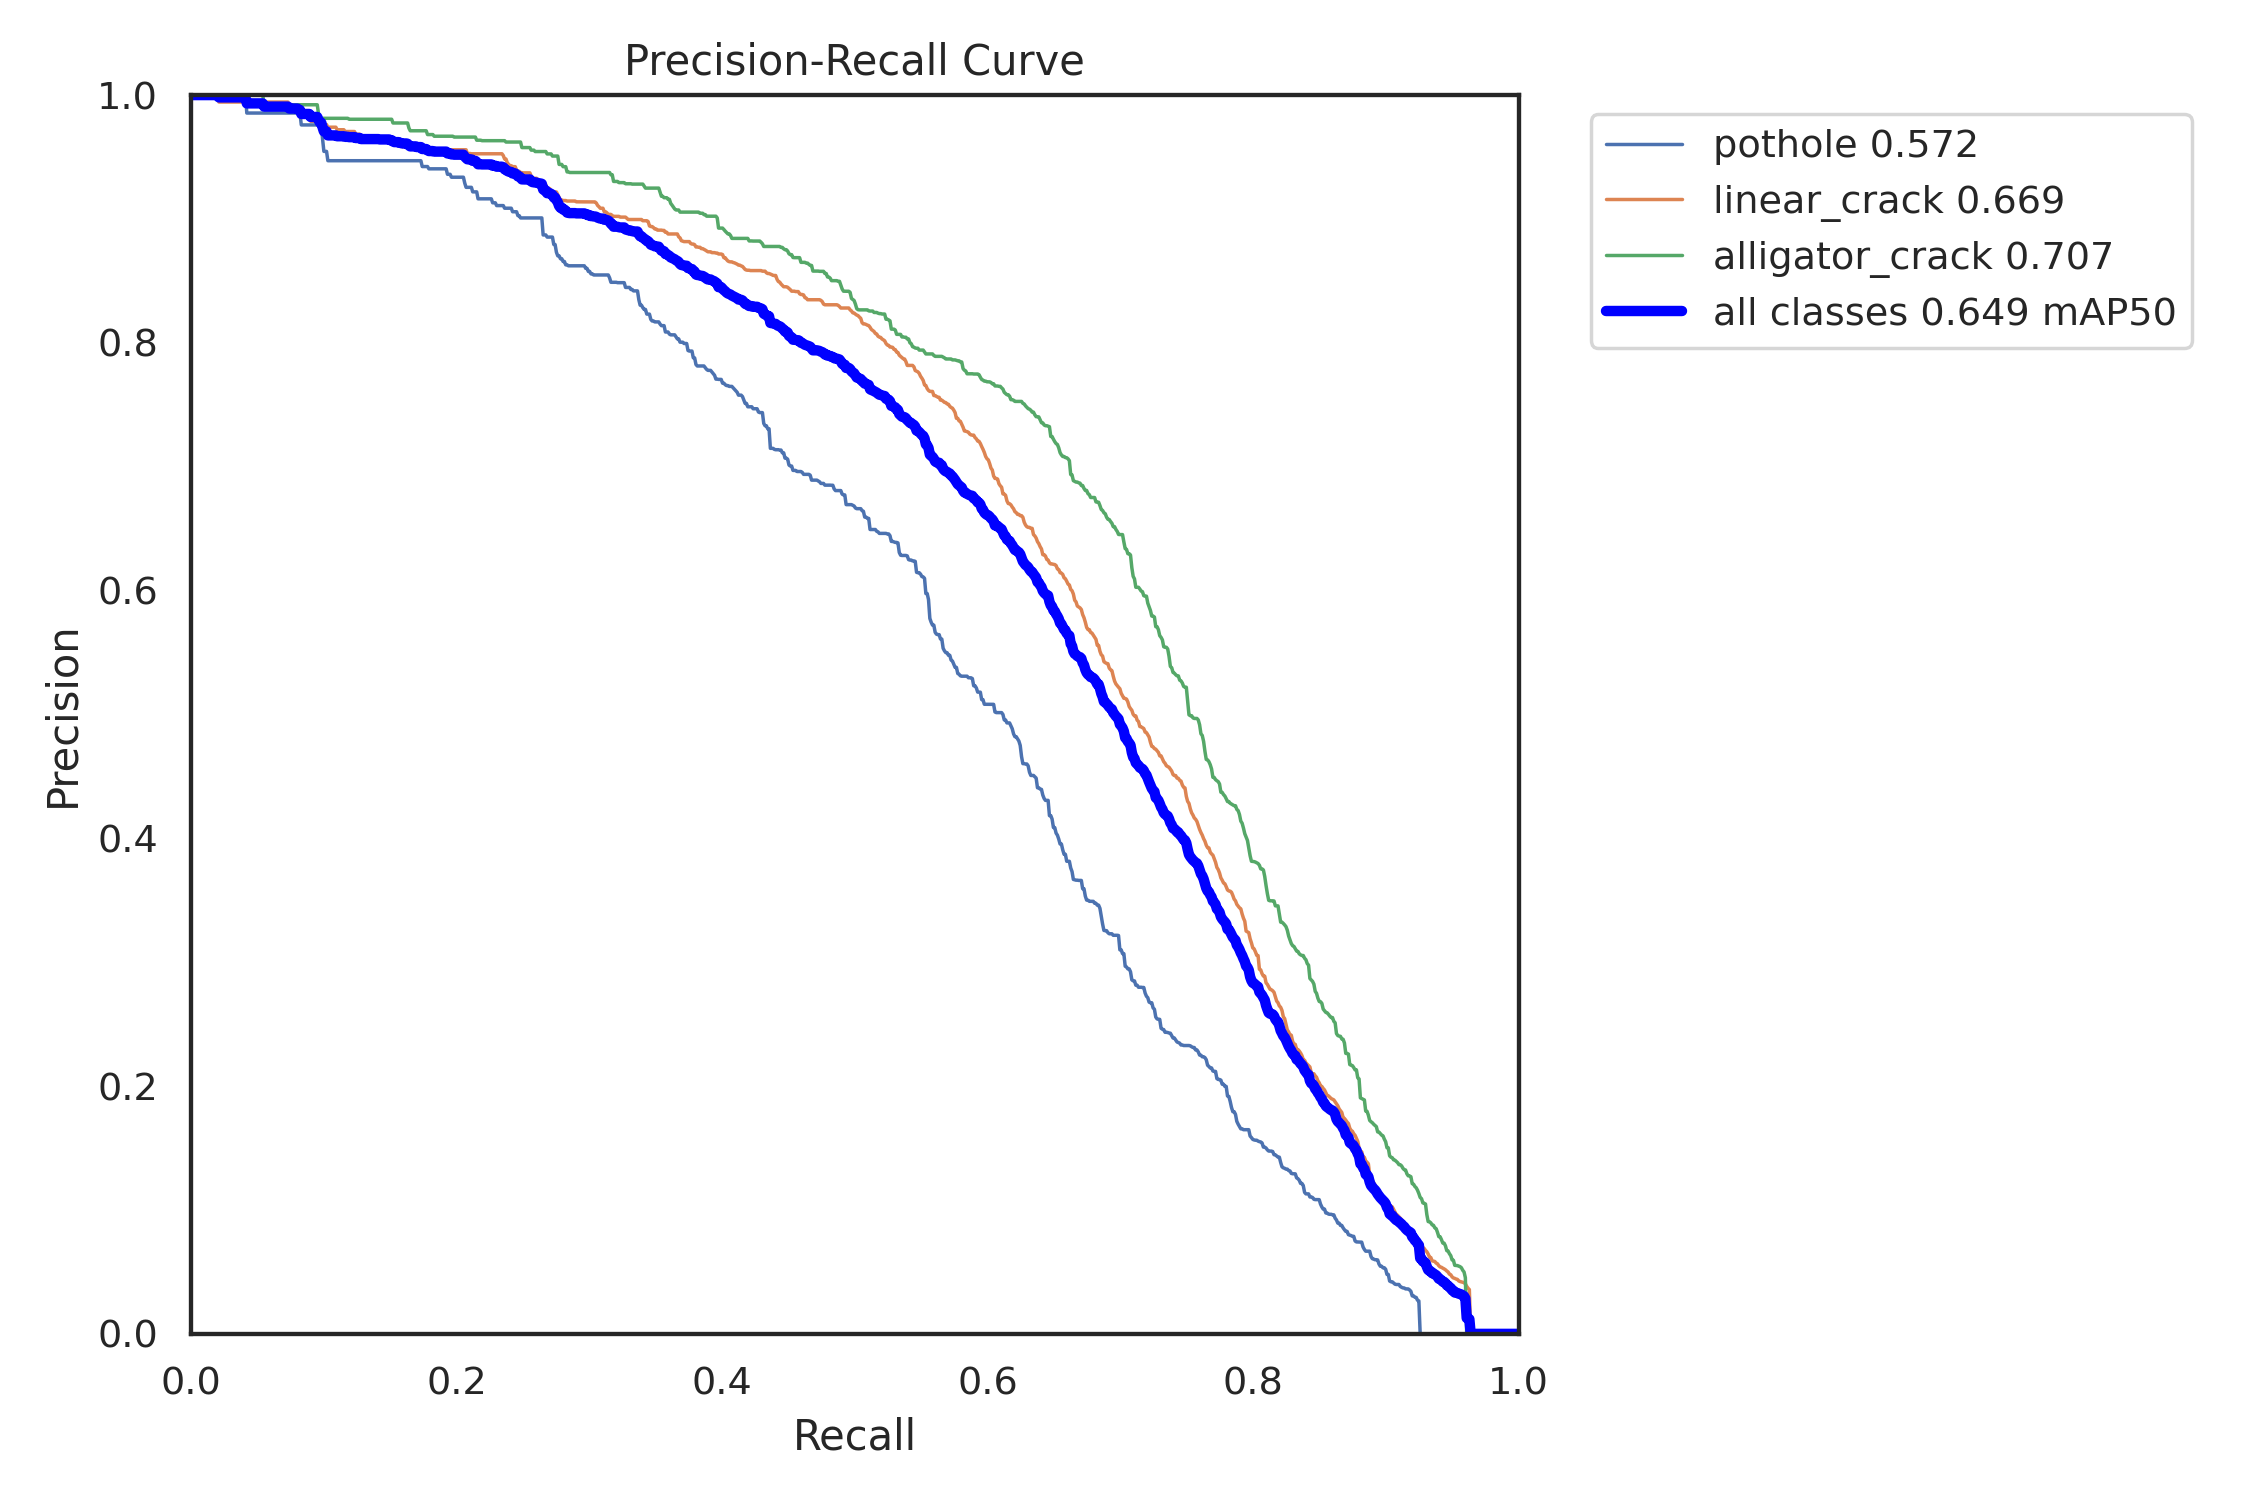 Precision-Recall Curve
1.0
0.8
0.6
0.4
0.2
0.0
Precision
0.0 0.2 0.4 0.6 0.8 1.0
Recall
pothole 0.572
linear_crack 0.669
alligator_crack 0.707
all classes 0.649 mAP50